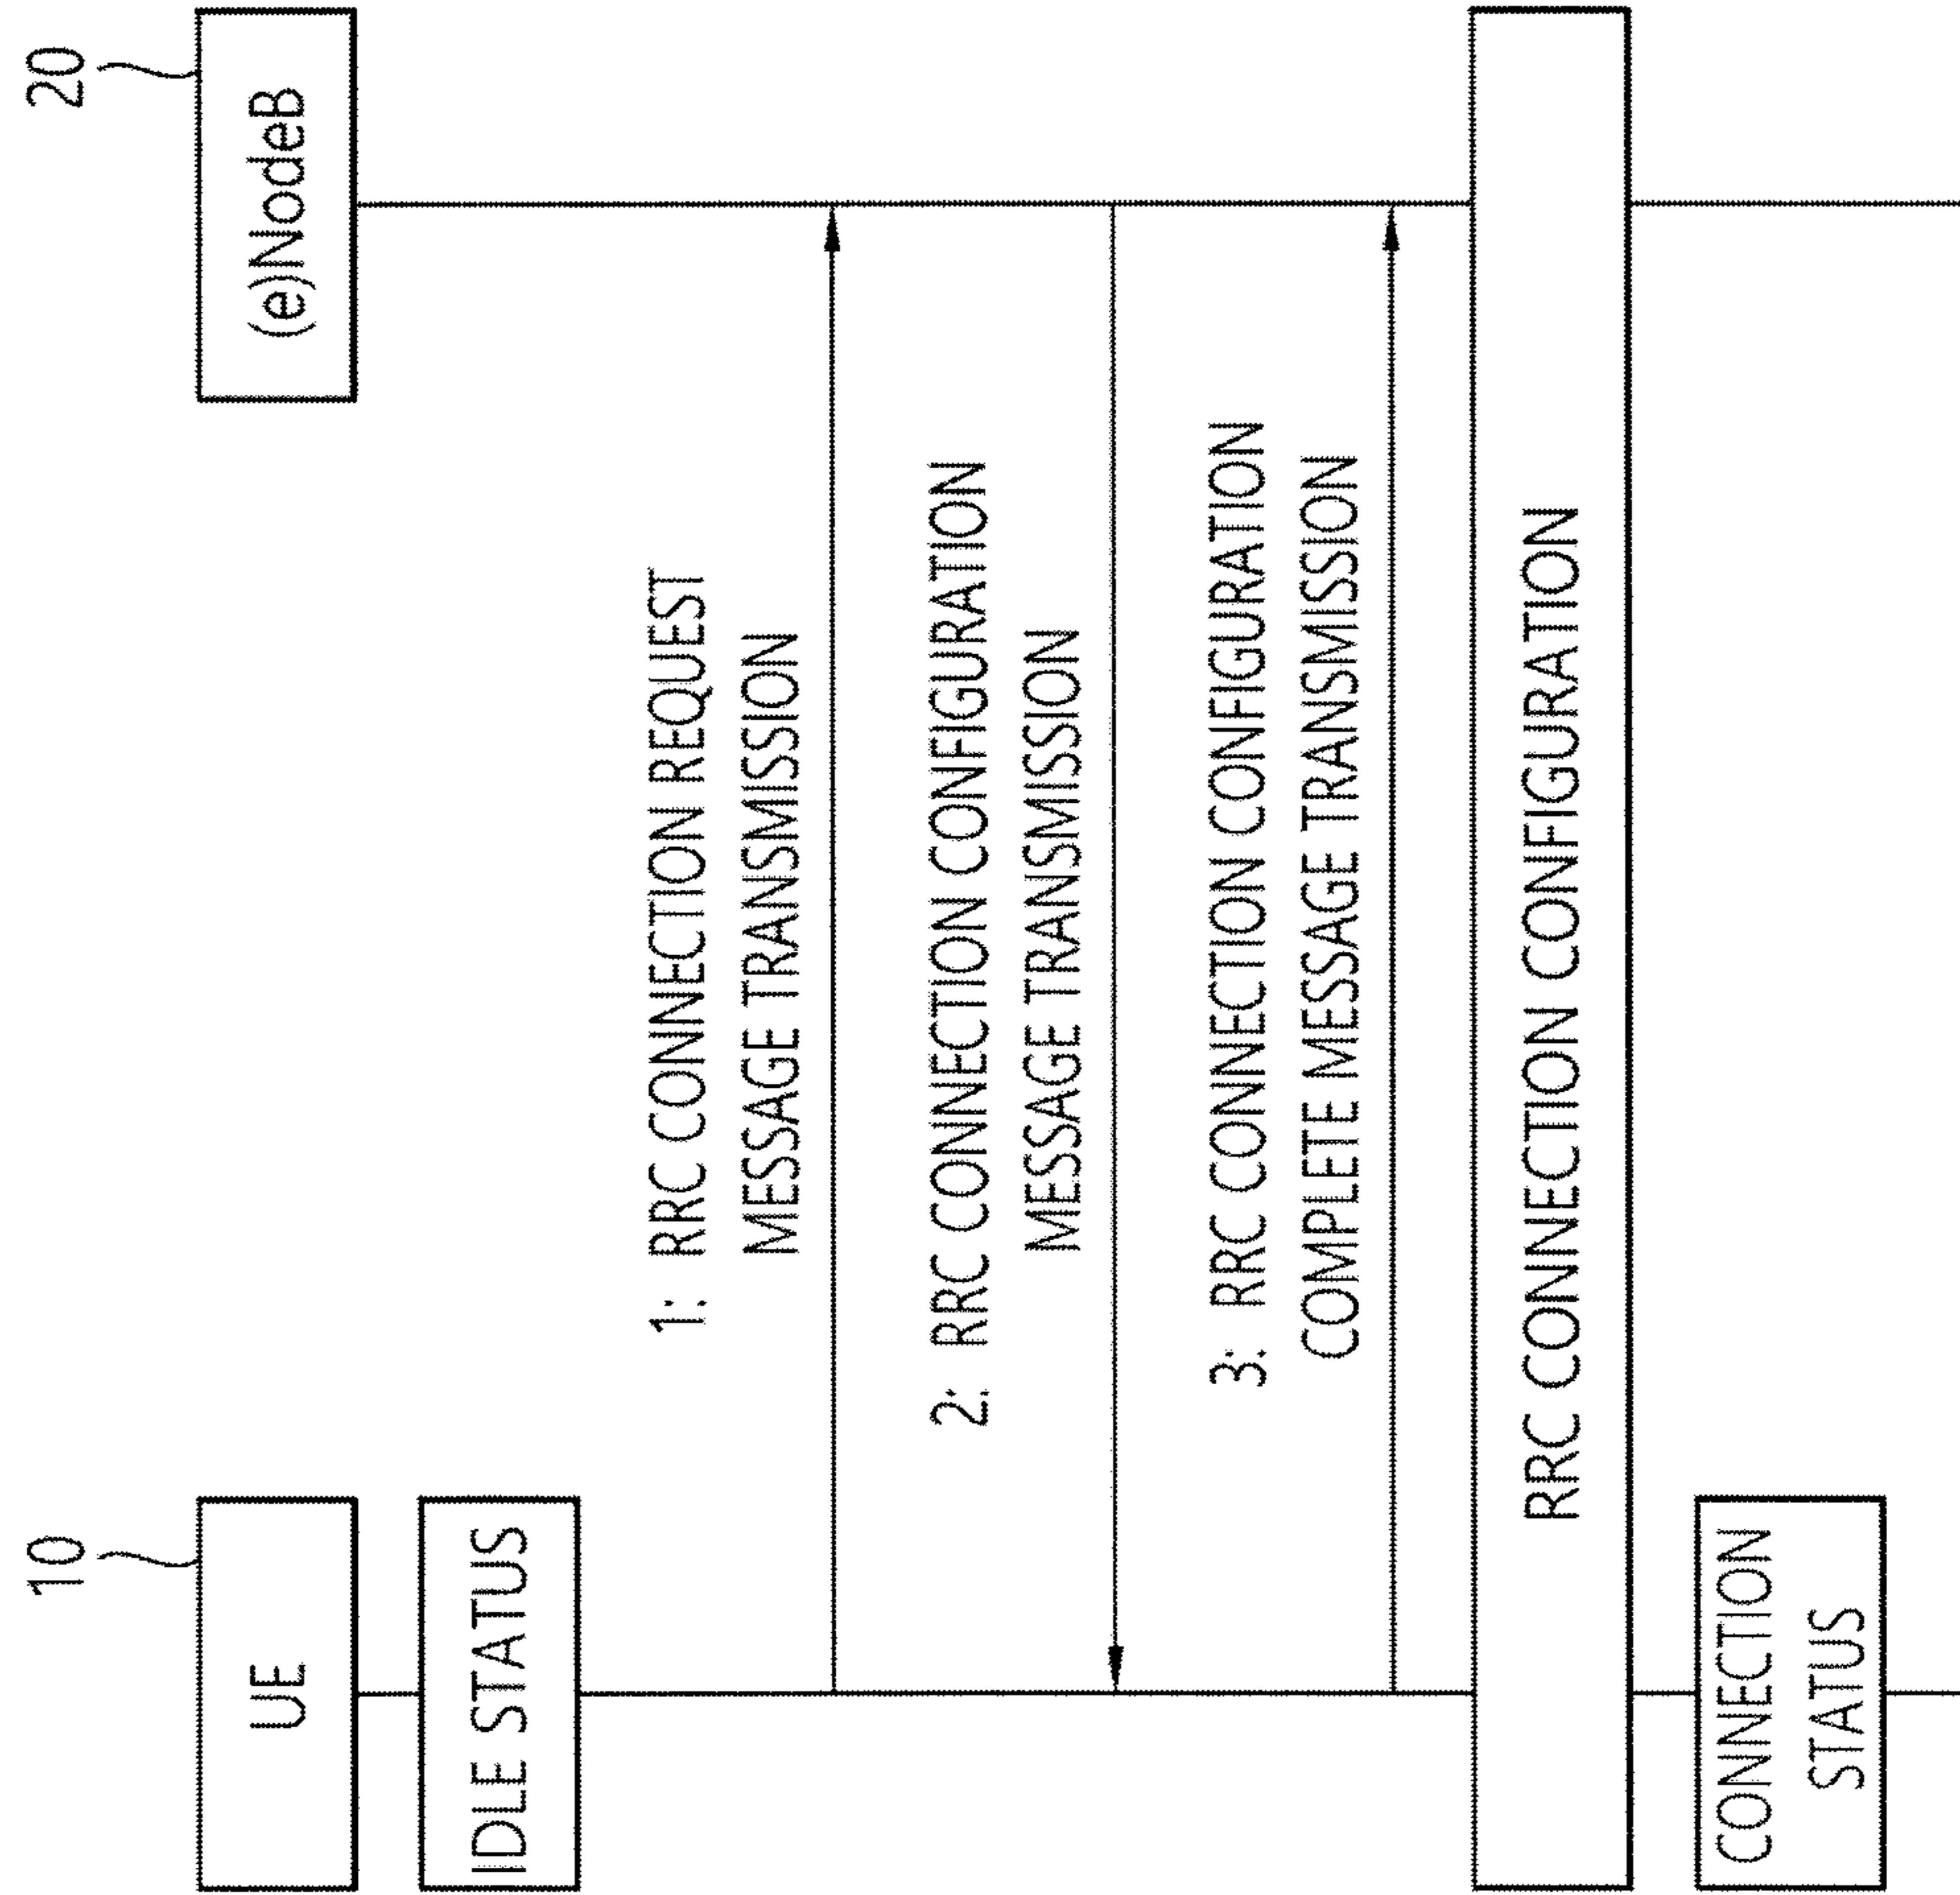 10
20
UE
(e)NodeB
IDLE STATUS
1: RRC CONNECTION REQUEST
MESSAGE TRANSMISSION
2: RRC CONNECTION CONFIGURATION
MESSAGE TRANSMISSION
3: RRC CONNECTION CONFIGURATION
COMPLETE MESSAGE TRANSMISSION
RRC CONNECTION CONFIGURATION
CONNECTION
STATUS